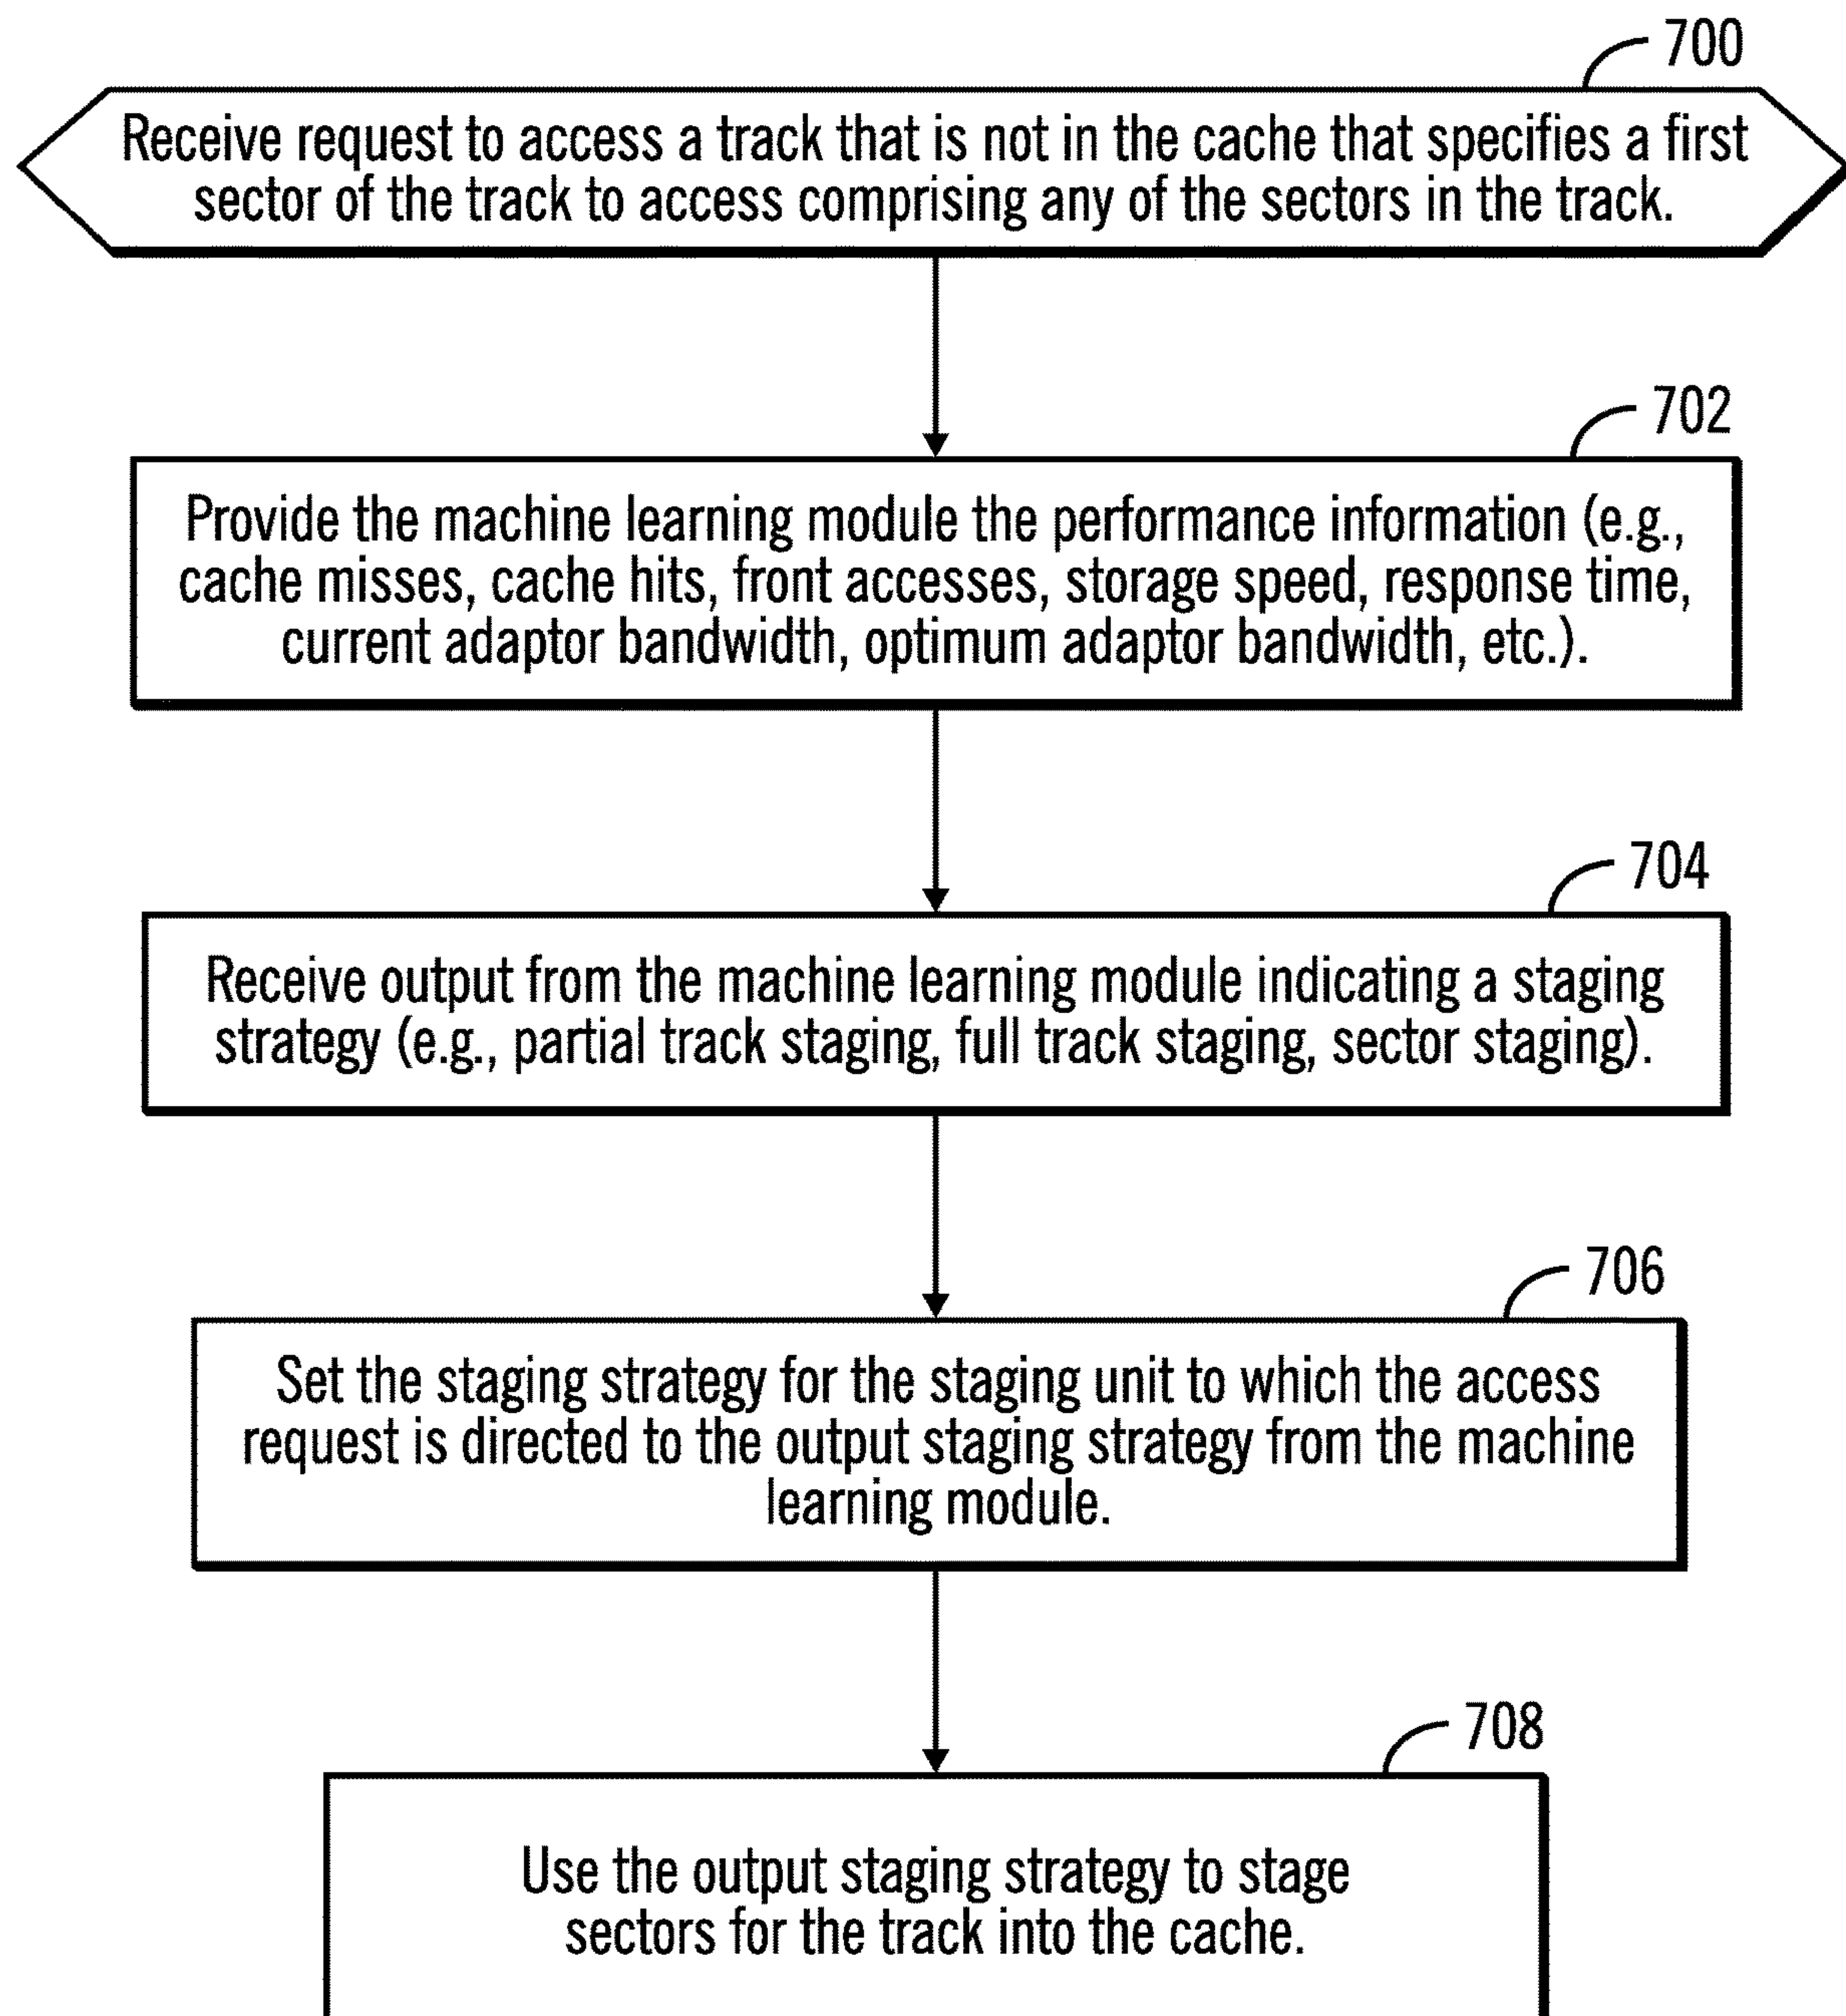 700
Receive request to access a track that is not in the cache that specifies a first
sector of the track to access comprising any of the sectors in the track.
702
Provide the machine learning module the performance information (e.g.,
cache misses, cache hits, front accesses, storage speed, response time,
current adaptor bandwidth, optimum adaptor bandwidth, etc.).
704
Receive output from the machine learning module indicating a staging
strategy (e.g., partial track staging, full track staging, sector staging).
706
Set the staging strategy for the staging unit to which the access
request is directed to the output staging strategy from the machine
learning module.
708
Use the output staging strategy to stage
sectors for the track into the cache.